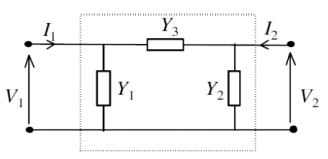 I₁ Y₃ I₂
V₁ Y₁ Y₂ V₂